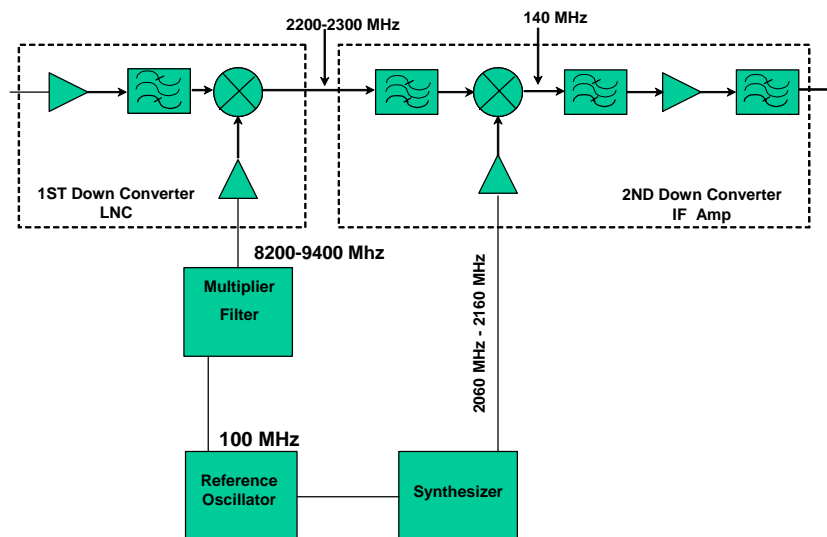 2200-2300 MHz
140 MHz
1ST Down Converter
LNC
2ND Down Converter
IF Amp
8200-9400 Mhz
Multiplier
Filter
2060 MHz - 2160 MHz
100 MHz
Reference
Oscillator
Synthesizer